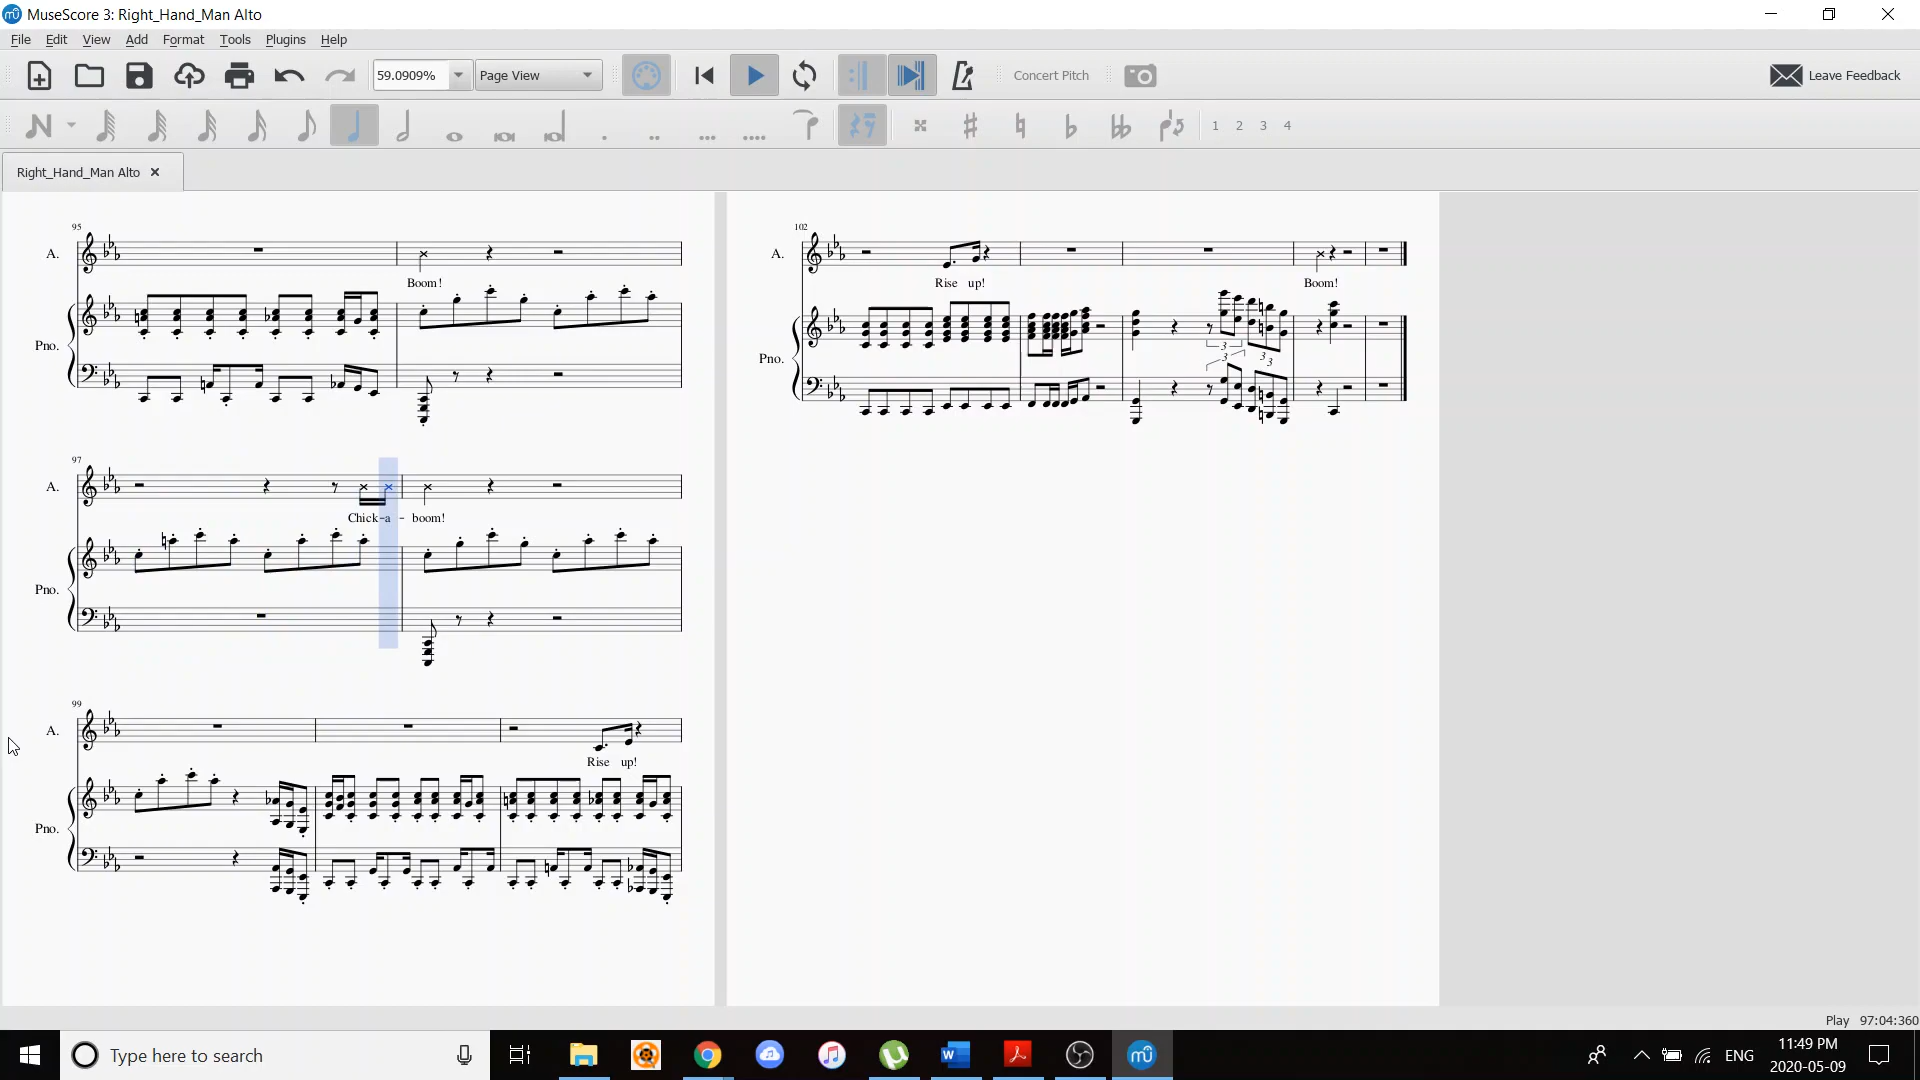 MuseScore 3: Right_Hand_Man Alto
File Edit View Add Format Tools Plugins Help
59.0909% Page View Concert Pitch Leave Feedback
1 2 3 4
Right_Hand_Man Alto
95
A.
Boom!
Pno.
97
A.
Chick-a - boom!
Pno.
99
A.
Rise up!
Pno.
102
A.
Rise up! Boom!
Pno.
3 3
3 3
Play 97:04:360
Type here to search
ENG
11:49 PM
2020-05-09